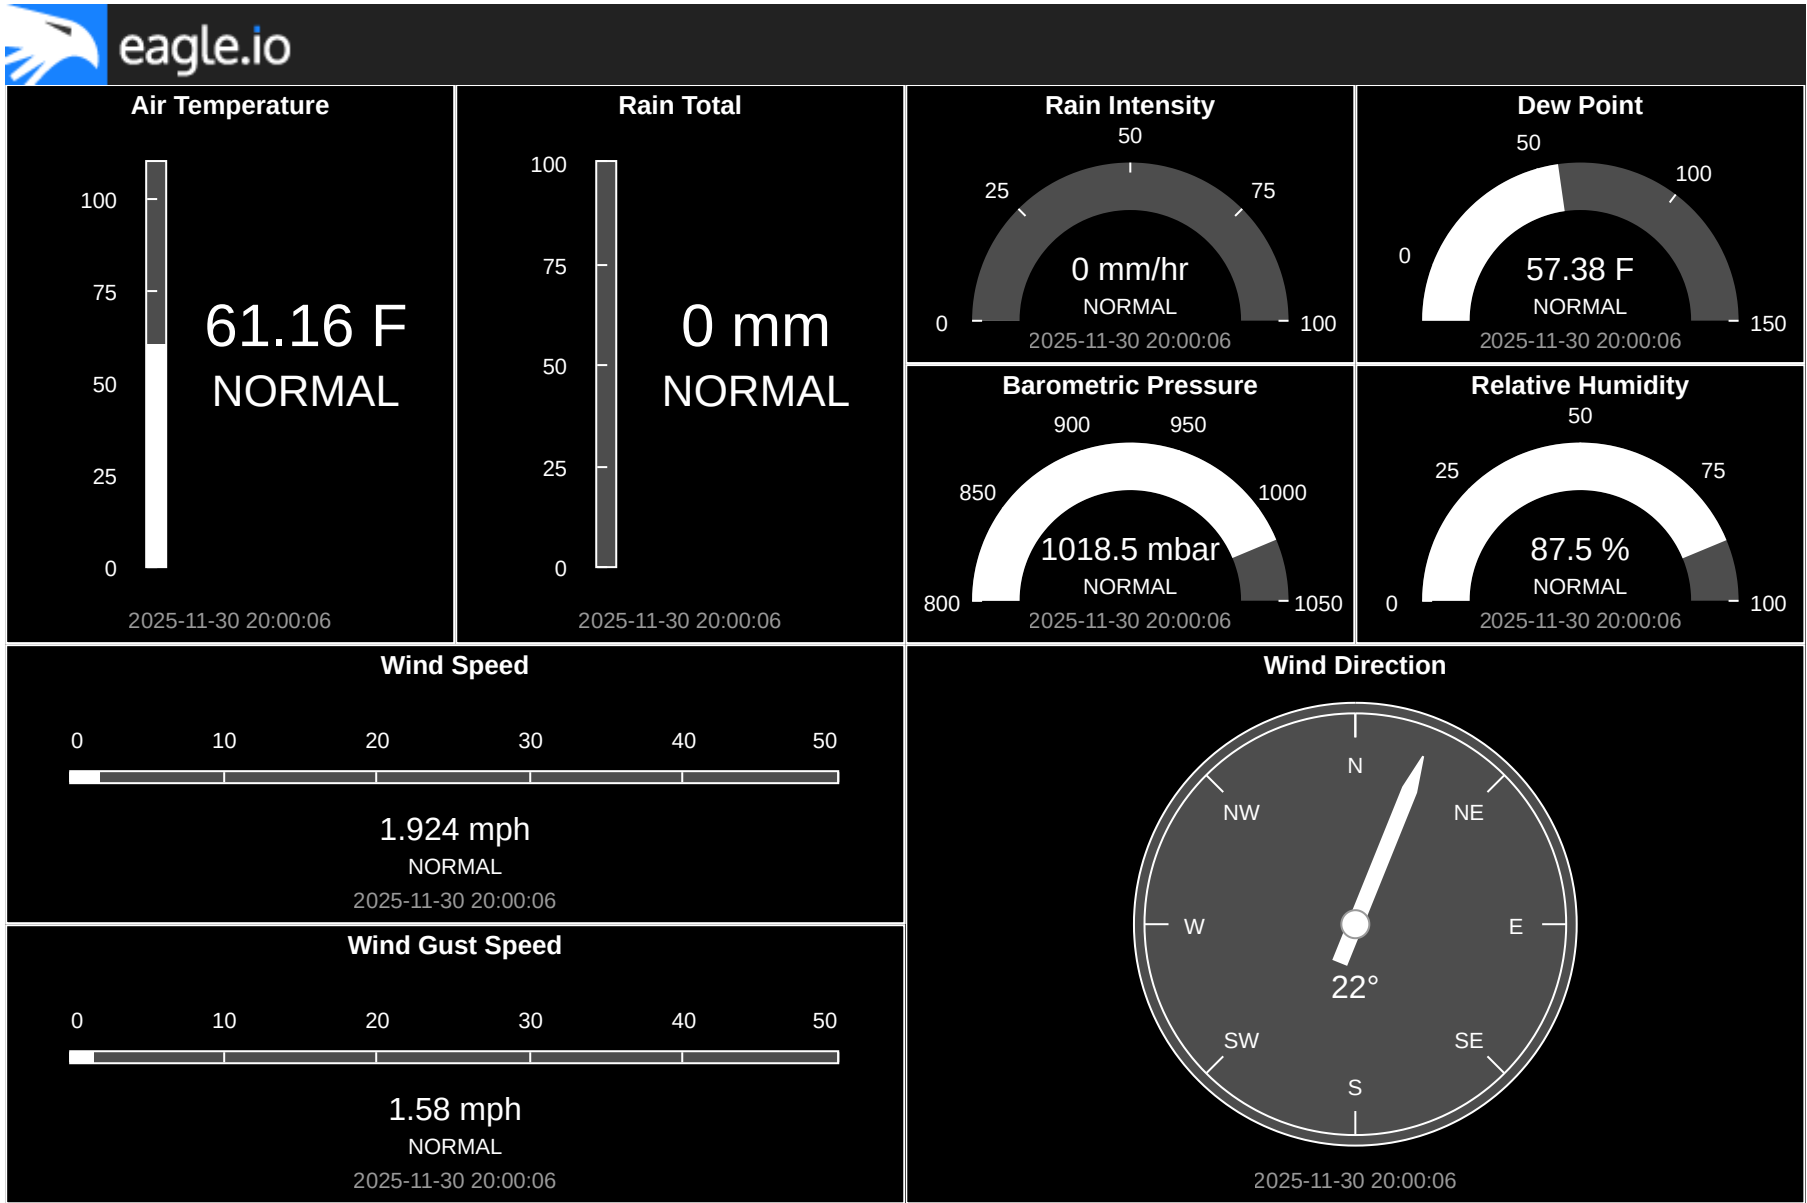 eagle.io
Air Temperature
100
75
50
25
0
61.16 F
NORMAL
2025-11-30 20:00:06
Rain Total
100
75
50
25
0
0 mm
NORMAL
2025-11-30 20:00:06
Rain Intensity
0
25
50
75
100
0 mm/hr
NORMAL
2025-11-30 20:00:06
Dew Point
0
50
100
150
57.38 F
NORMAL
2025-11-30 20:00:06
Barometric Pressure
800
850
900
950
1000
1050
1018.5 mbar
NORMAL
2025-11-30 20:00:06
Relative Humidity
0
25
50
75
100
87.5 %
NORMAL
2025-11-30 20:00:06
Wind Speed
0 10 20 30 40 50
1.924 mph
NORMAL
2025-11-30 20:00:06
Wind Gust Speed
0 10 20 30 40 50
1.58 mph
NORMAL
2025-11-30 20:00:06
Wind Direction
N
NW NE
W E
22°
SW SE
S
2025-11-30 20:00:06